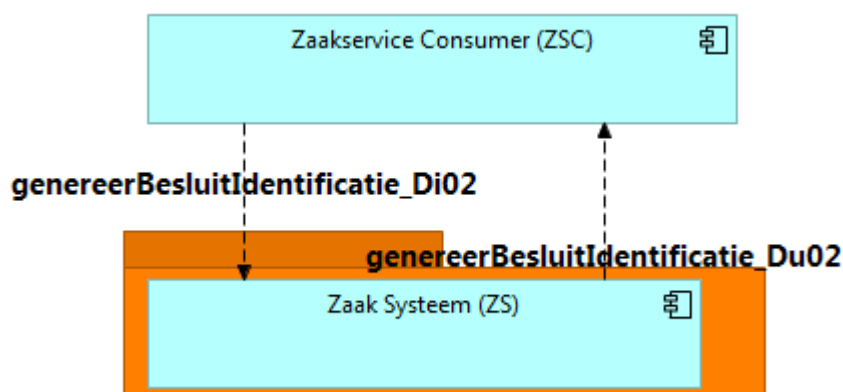 Zaakservice Consumer (ZSC)
genereerBesluitIdentificatie_Di02
genereerBesluitIdentificatie_Du02
Zaak Systeem (ZS)